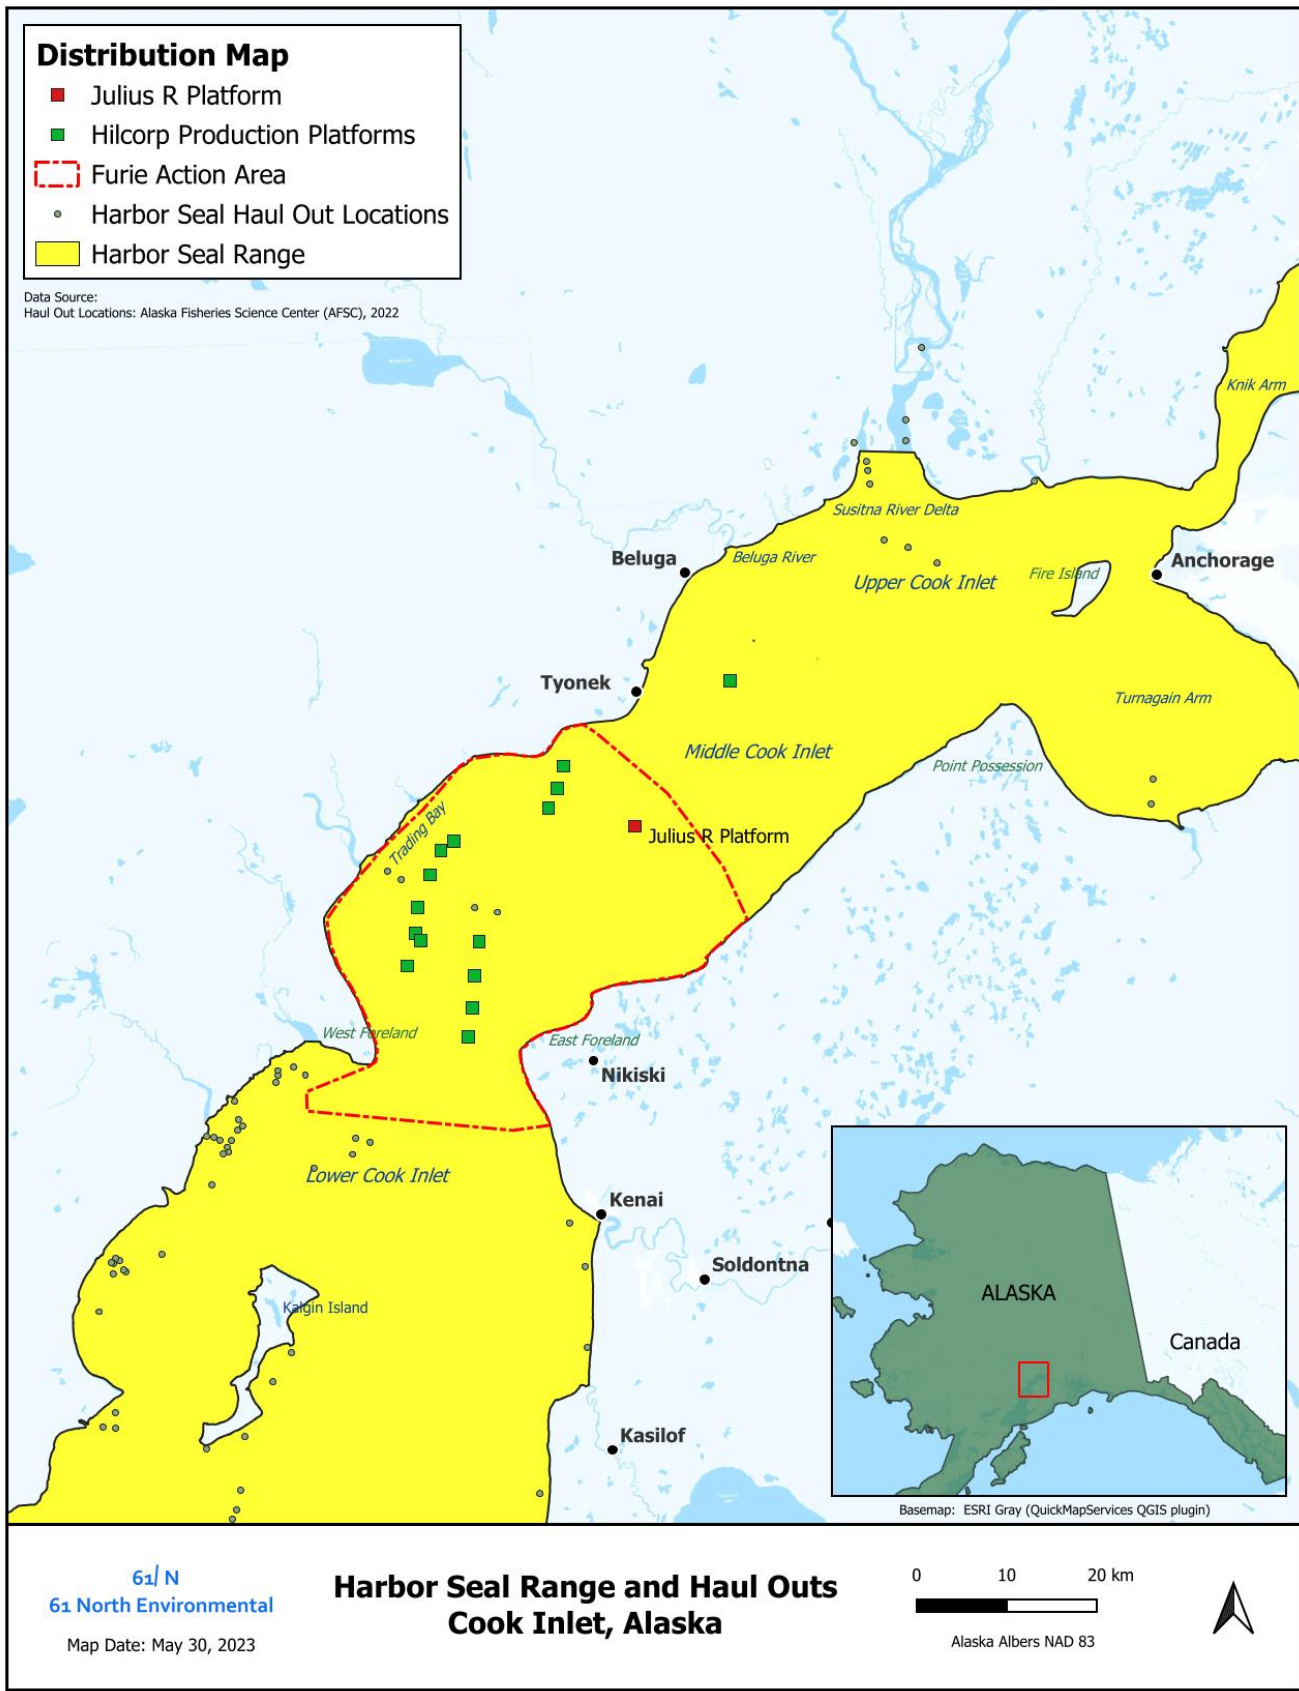 Distribution Map
Julius R Platform
Hilcorp Production Platforms
Furie Action Area
Harbor Seal Haul Out Locations
Harbor Seal Range
Data Source:
Haul Out Locations: Alaska Fisheries Science Center (AFSC), 2022
Knik Arm
Susitna River Delta
Beluga
Beluga River
Upper Cook Inlet
Fire Island
Anchorage
Tyonek
Turnagain Arm
Middle Cook Inlet
Point Possession
Trading Bay
Julius R Platform
West Foreland
East Foreland
Nikiski
Lower Cook Inlet
Kenai
Soldontna
Kalgin Island
Kasilof
ALASKA
Canada
Basemap: ESRI Gray (QuickMapServices QGIS plugin)
61/ N
61 North Environmental
Map Date: May 30, 2023
Harbor Seal Range and Haul Outs
Cook Inlet, Alaska
0 10 20 km
Alaska Albers NAD 83